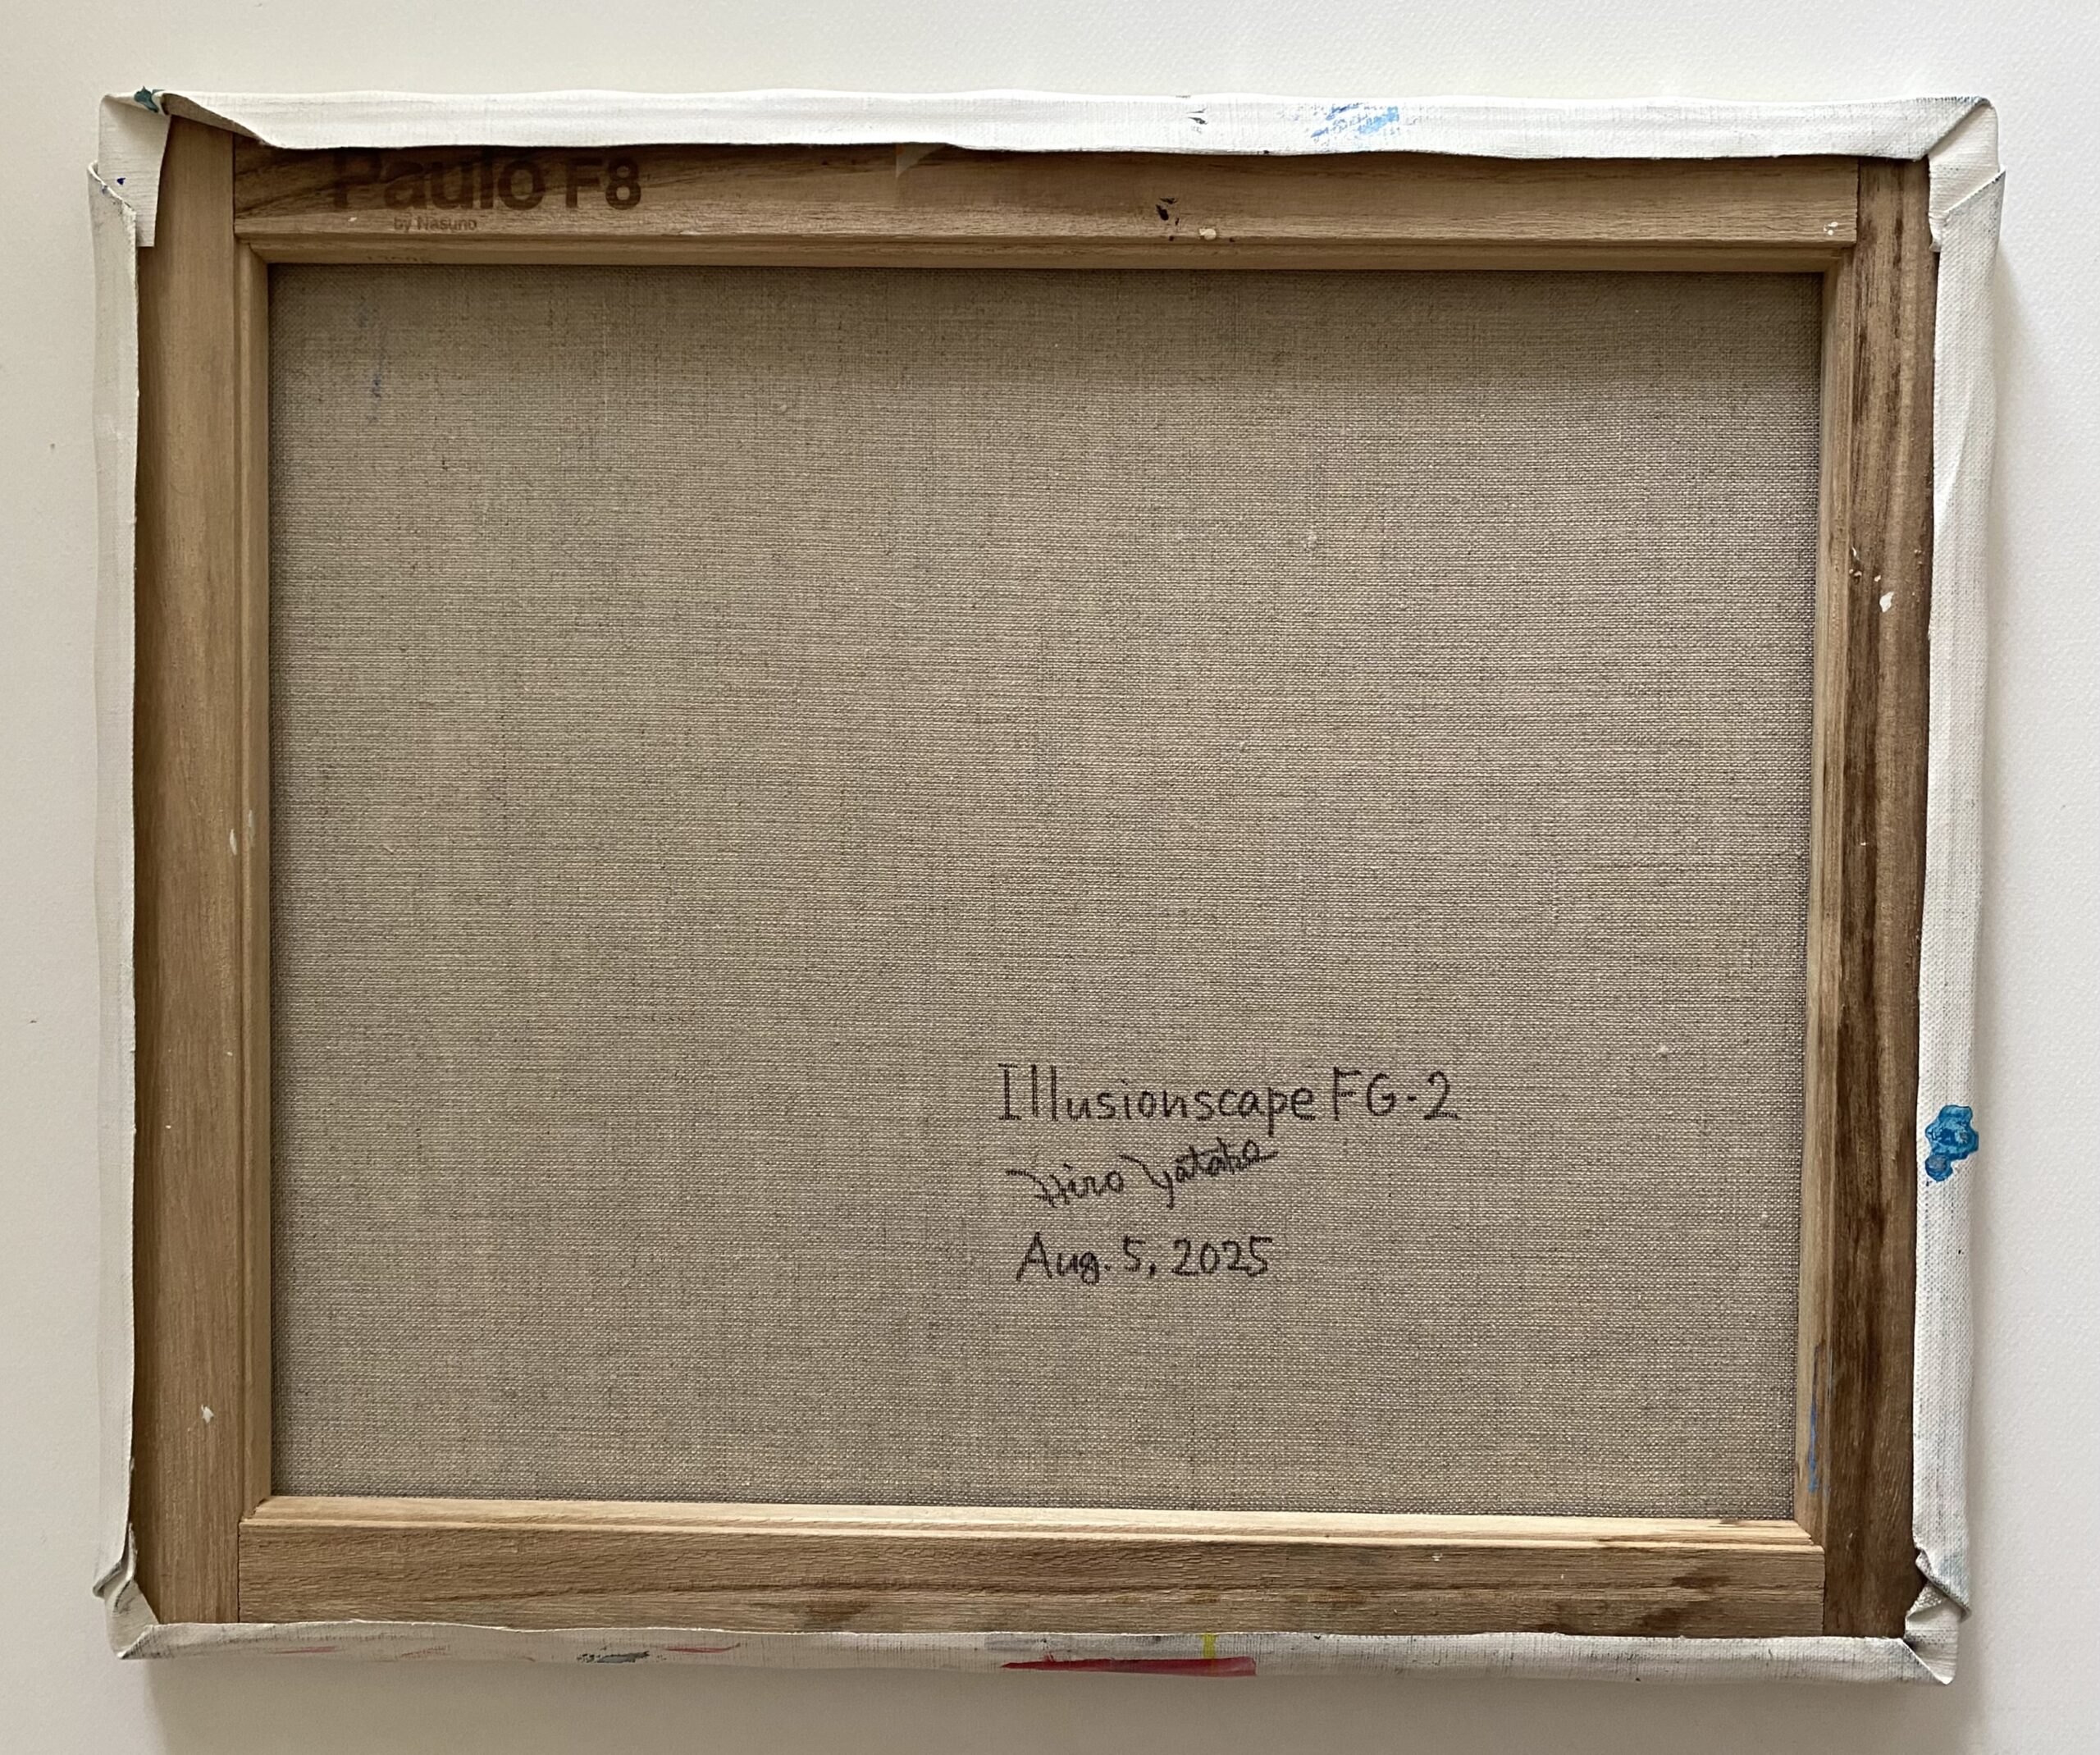 Paulo F8
by Nasuno
Illusionscape FG-2
Hiro Yatabe
Aug. 5, 2025